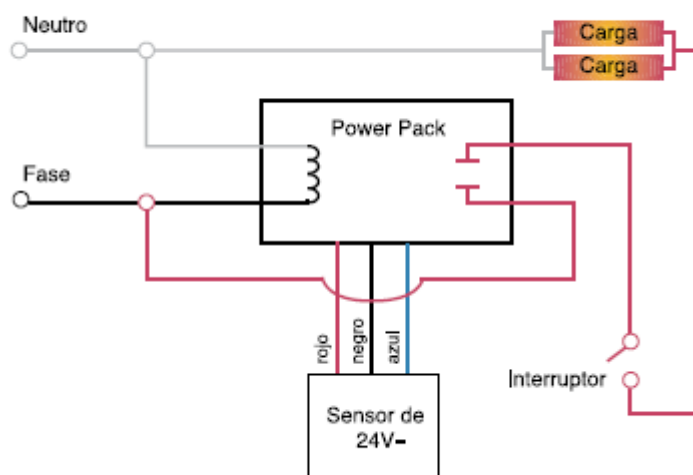 Neutro
Carga
Carga
Power Pack
Fase
rojo
negro
azul
Interruptor
Sensor de
24V⎓